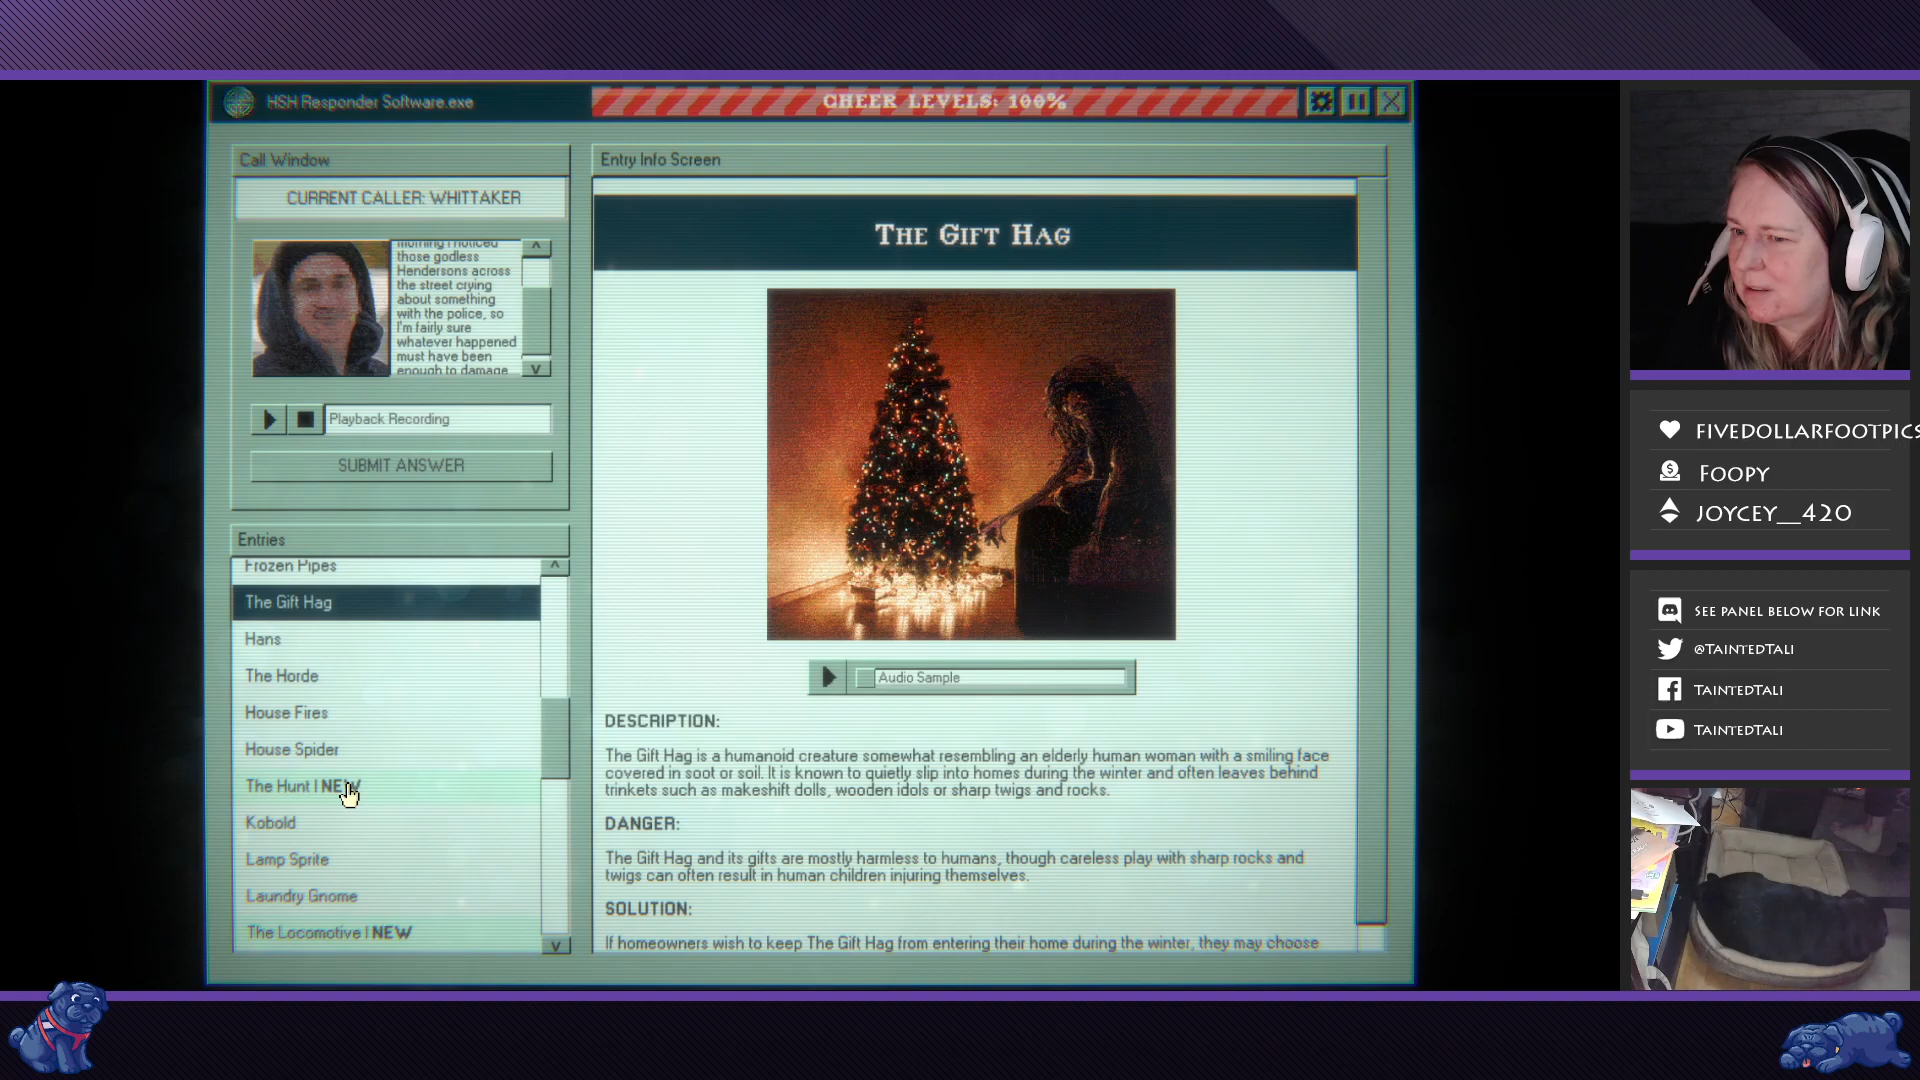 HSH Responder Software.exe
CHEER LEVELS: 100%
Call Window
CURRENT CALLER: WHITTAKER
morning I noticed
those godless
Hendersons across
the street crying
about something
with the police, so
I'm fairly sure
whatever happened
must have been
enough to damage
Playback Recording
SUBMIT ANSWER
Entries
Frozen Pipes
The Gift Hag
Hans
The Horde
House Fires
House Spider
The Hunt | NEW
Kobold
Lamp Sprite
Laundry Gnome
The Locomotive | NEW
Entry Info Screen
The Gift Hag
Audio Sample
DESCRIPTION:
The Gift Hag is a humanoid creature somewhat resembling an elderly human woman with a smiling face
covered in soot or soil. It is known to quietly slip into homes during the winter and often leaves behind
trinkets such as makeshift dolls, wooden idols or sharp twigs and rocks.
DANGER:
The Gift Hag and its gifts are mostly harmless to humans, though careless play with sharp rocks and
twigs can often result in human children injuring themselves.
SOLUTION:
If homeowners wish to keep The Gift Hag from entering their home during the winter, they may choose
FIVEDOLLARFOOTPICS
Foopy
JOYCEY__420
SEE PANEL BELOW FOR LINK
@TAINTEDTALI
TAINTEDTALI
TAINTEDTALI